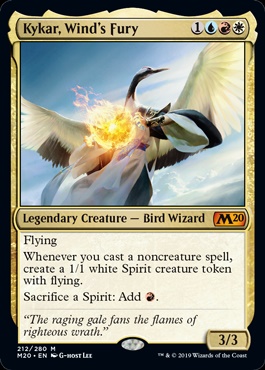 Kykar, Wind's Fury 1
Legendary Creature — Bird Wizard M20
Flying
Whenever you cast a noncreature spell,
create a 1/1 white Spirit creature token
with flying.
Sacrifice a Spirit: Add .
"The raging gale fans the flames of
righteous wrath."
3/3
212/280 M
M20 • EN G-HOST LEE ™ & © 2019 Wizards of the Coast